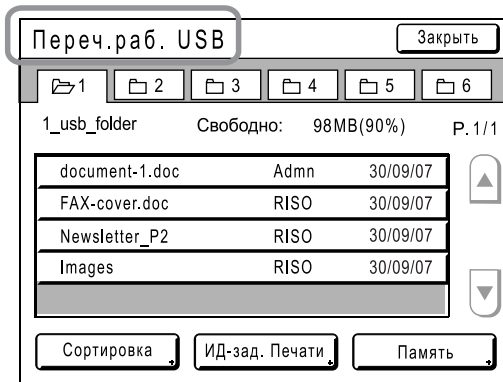 Переч.раб. USB Закрыть
1 2 3 4 5 6
1_usb_folder Свободно: 98MB(90%) P.1/1
document-1.doc Admn 30/09/07
FAX-cover.doc RISO 30/09/07
Newsletter_P2 RISO 30/09/07
Images RISO 30/09/07
Сортировка ИД-зад. Печати Память